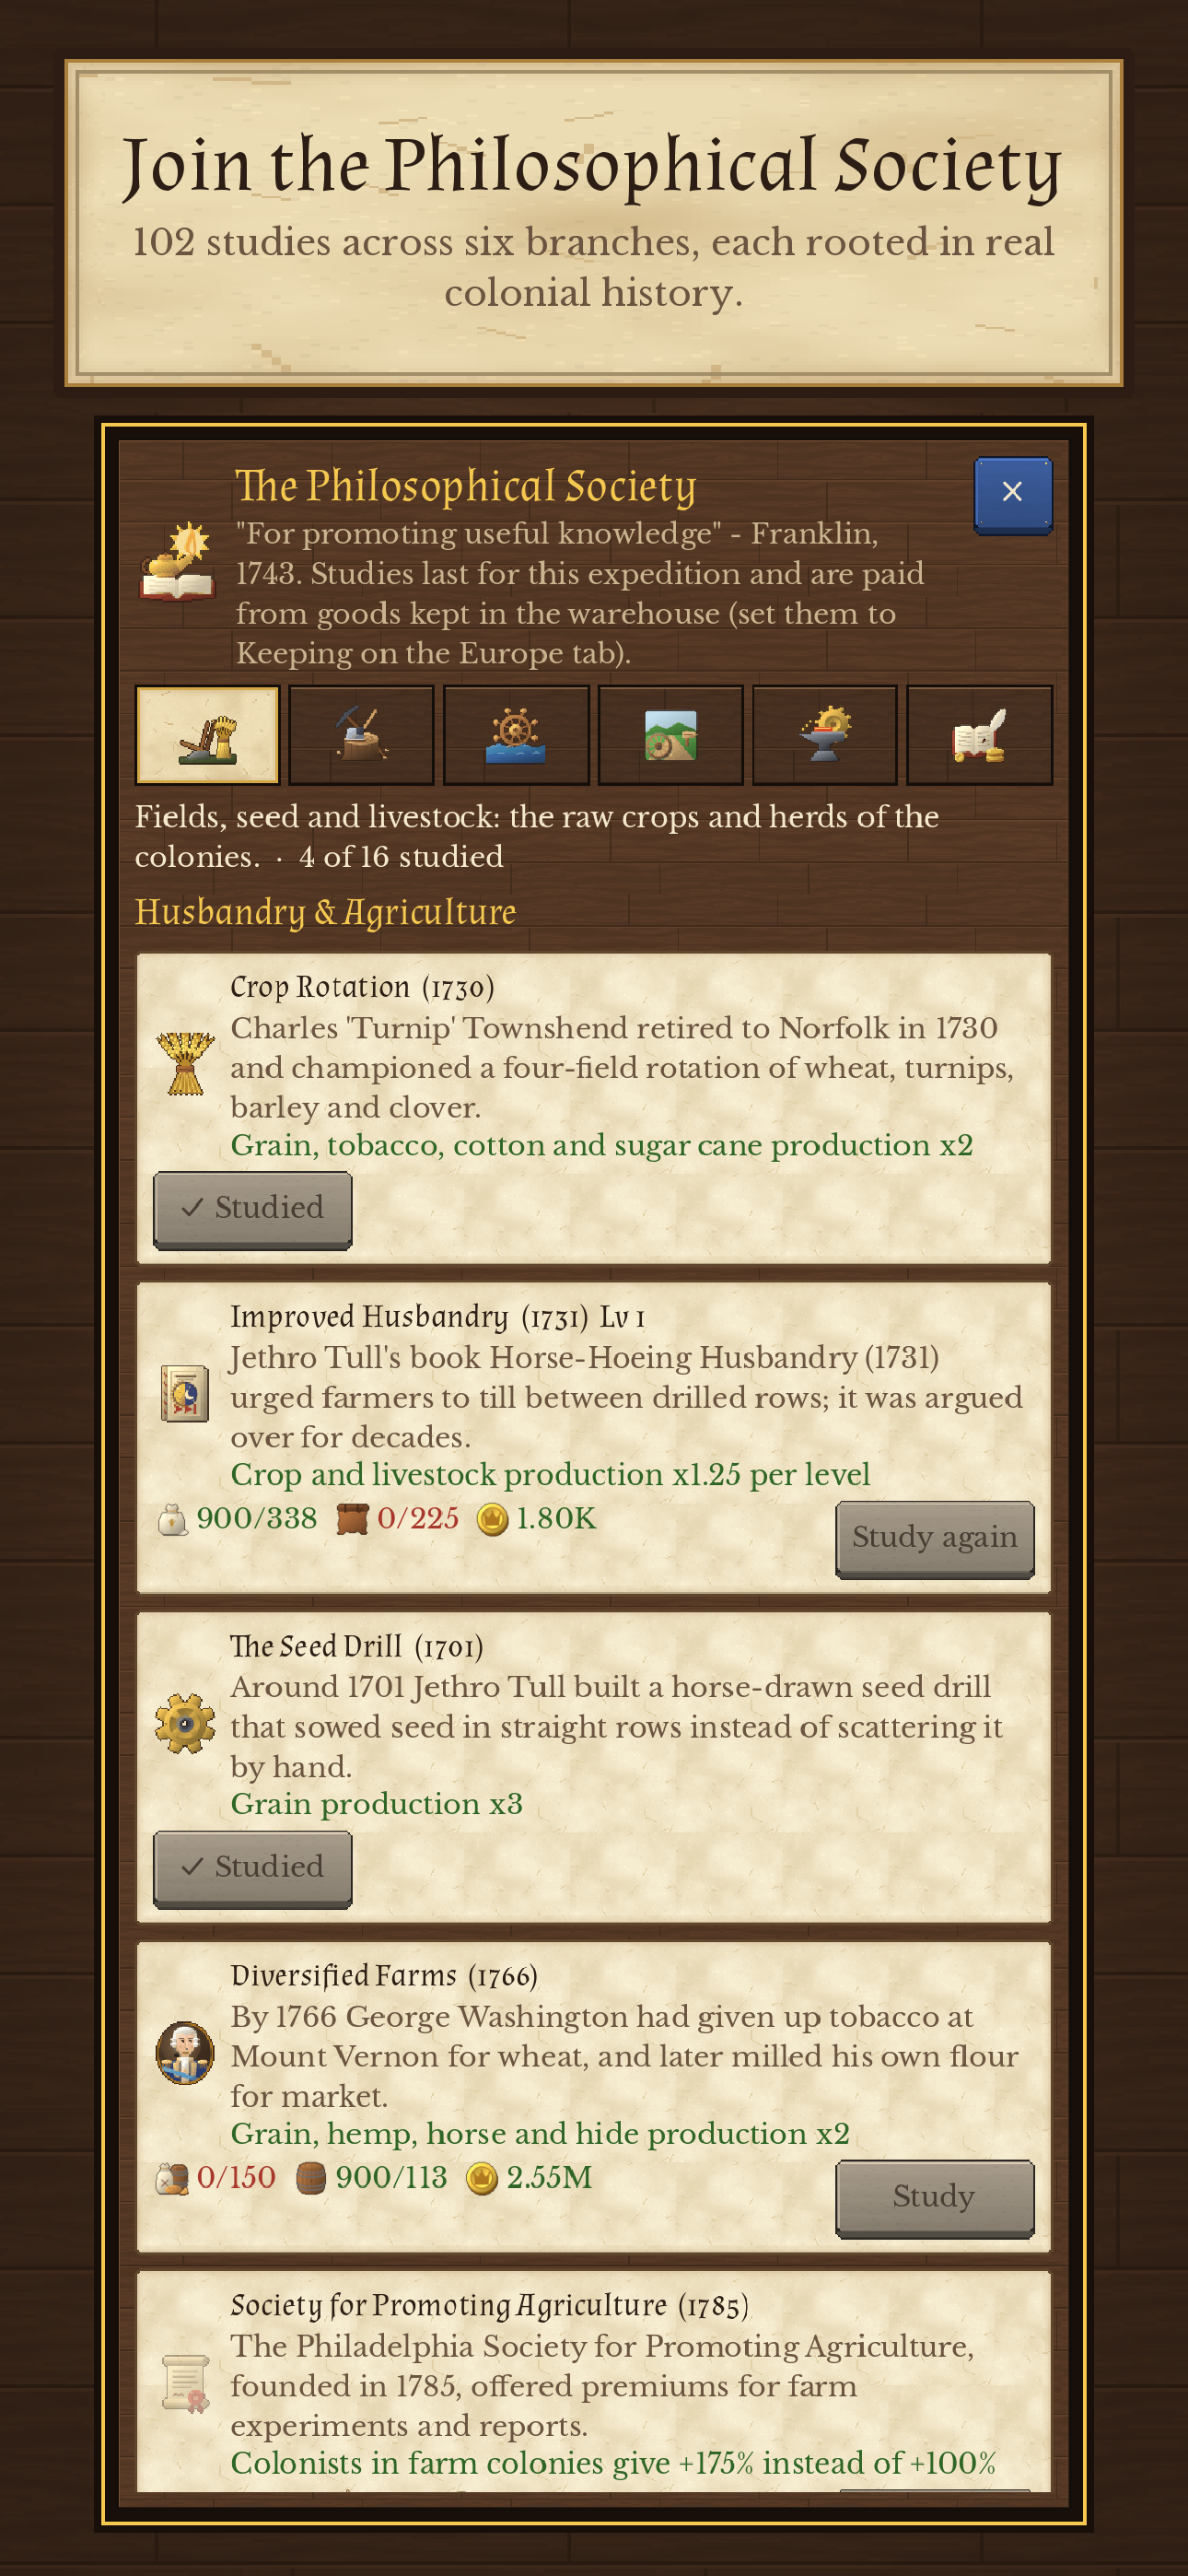 Join the Philosophical Society
102 studies across six branches, each rooted in real
colonial history.
The Philosophical Society
"For promoting useful knowledge" - Franklin,
1743. Studies last for this expedition and are paid
from goods kept in the warehouse (set them to
Keeping on the Europe tab).
Fields, seed and livestock: the raw crops and herds of the
colonies. · 4 of 16 studied
Husbandry & Agriculture
Crop Rotation (1730)
Charles 'Turnip' Townshend retired to Norfolk in 1730
and championed a four-field rotation of wheat, turnips,
barley and clover.
Grain, tobacco, cotton and sugar cane production x2
✓ Studied
Improved Husbandry (1731) Lv 1
Jethro Tull's book Horse-Hoeing Husbandry (1731)
urged farmers to till between drilled rows; it was argued
over for decades.
Crop and livestock production x1.25 per level
900/338 0/225 1.80K
Study again
The Seed Drill (1701)
Around 1701 Jethro Tull built a horse-drawn seed drill
that sowed seed in straight rows instead of scattering it
by hand.
Grain production x3
✓ Studied
Diversified Farms (1766)
By 1766 George Washington had given up tobacco at
Mount Vernon for wheat, and later milled his own flour
for market.
Grain, hemp, horse and hide production x2
0/150 900/113 2.55M
Study
Society for Promoting Agriculture (1785)
The Philadelphia Society for Promoting Agriculture,
founded in 1785, offered premiums for farm
experiments and reports.
Colonists in farm colonies give +175% instead of +100%